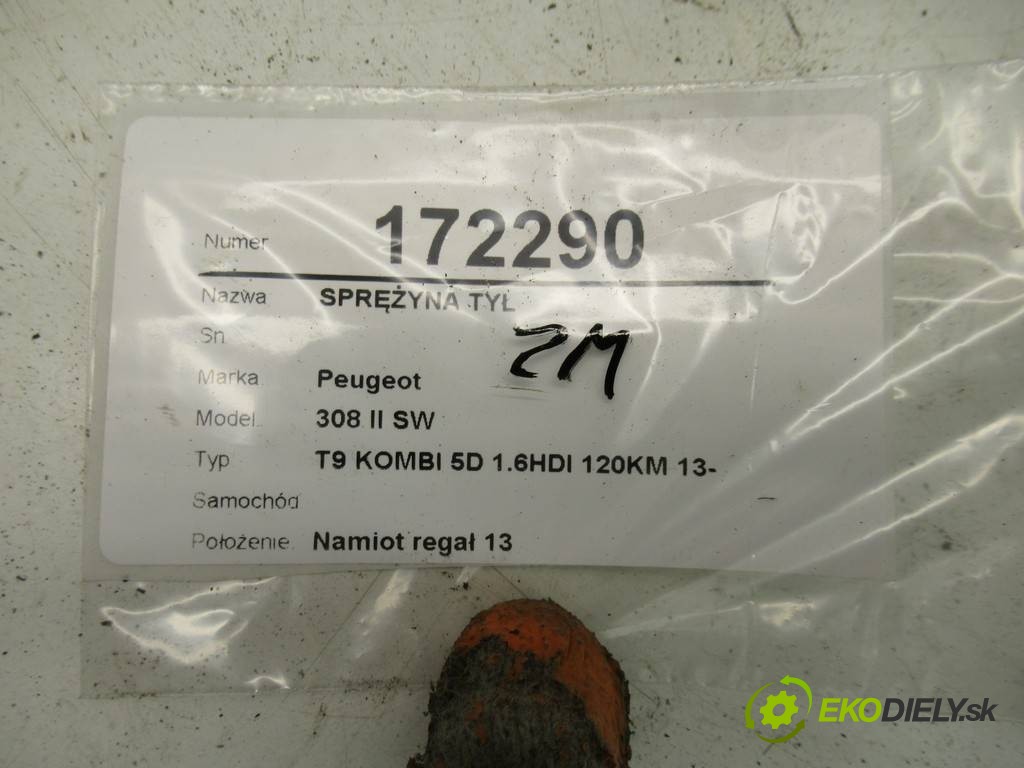 Numer 172290
Nazwa SPRĘŻYNA TYŁ
Sn
ZM
Marka Peugeot
Model 308 II SW
Typ T9 KOMBI 5D 1.6HDI 120KM 13-
Samochód -
Położenie Namiot regał 13
EKODIELY.sk